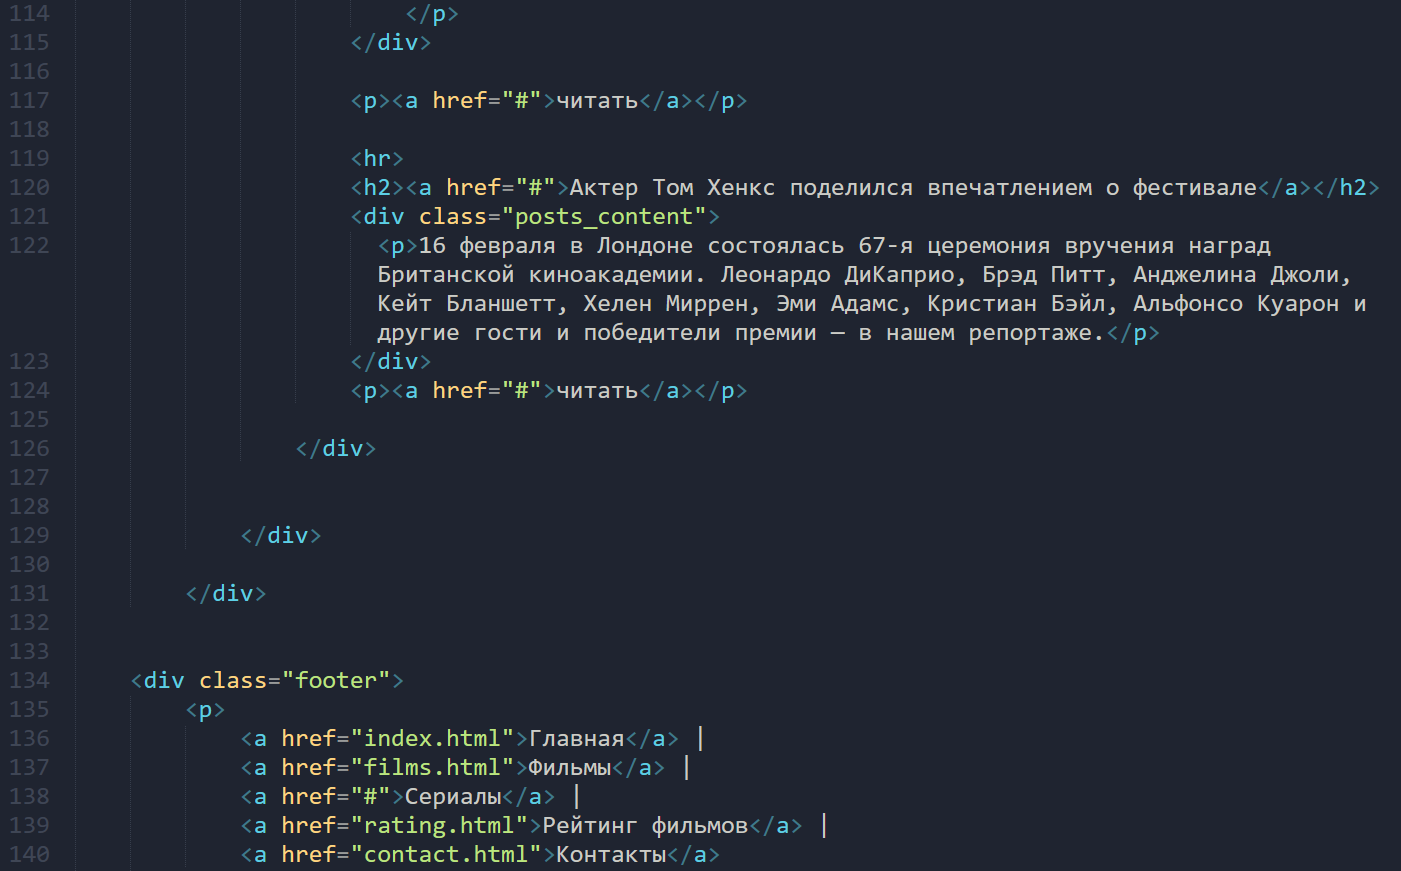 114 </p>
115 </div>
116
117 <p><a href="#">читать</a></p>
118
119 <hr>
120 <h2><a href="#">Актер Том Хенкс поделился впечатлением о фестивале</a></h2>
121 <div class="posts_content">
122 <p>16 февраля в Лондоне состоялась 67-я церемония вручения наград
Британской киноакадемии. Леонардо ДиКаприо, Брэд Питт, Анджелина Джоли,
Кейт Бланшетт, Хелен Миррен, Эми Адамс, Кристиан Бэйл, Альфонсо Куарон и
другие гости и победители премии — в нашем репортаже.</p>
123 </div>
124 <p><a href="#">читать</a></p>
125
126 </div>
127
128
129 </div>
130
131 </div>
132
133
134 <div class="footer">
135 <p>
136 <a href="index.html">Главная</a> |
137 <a href="films.html">Фильмы</a> |
138 <a href="#">Сериалы</a> |
139 <a href="rating.html">Рейтинг фильмов</a> |
140 <a href="contact.html">Контакты</a>